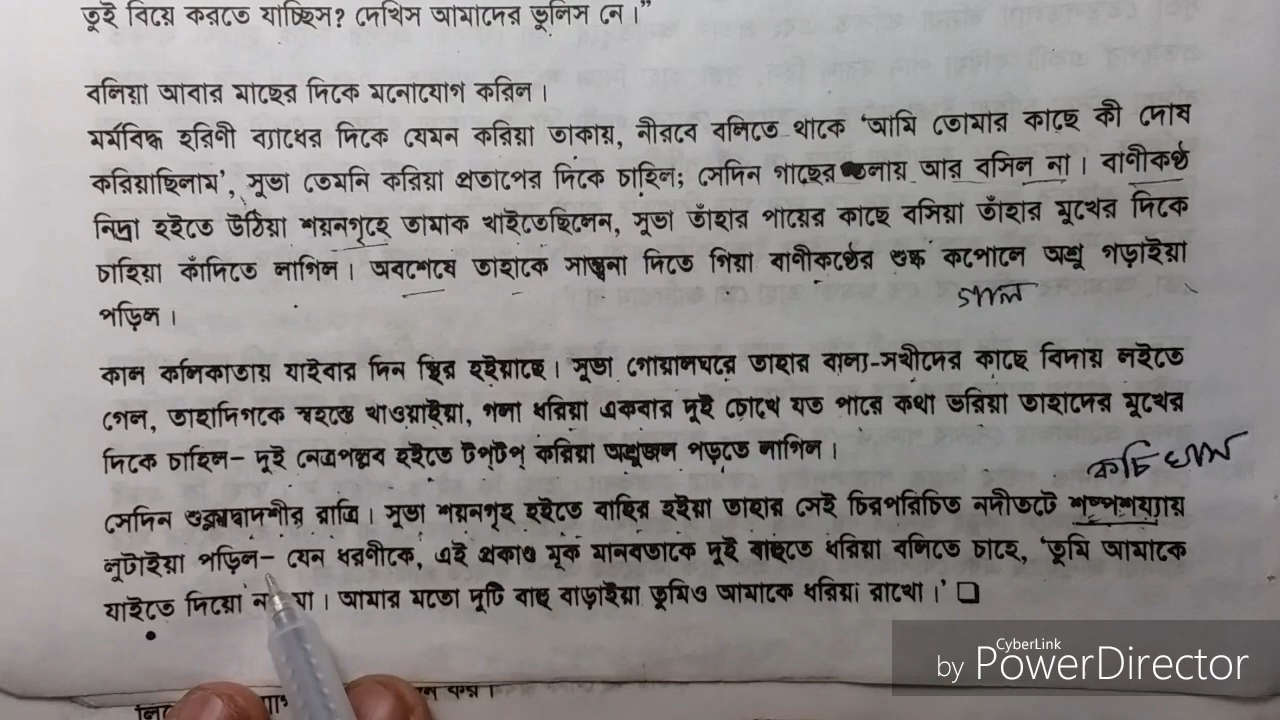 তুই বিয়ে করতে যাচ্ছিস? দেখিস আমাদের ভুলিস নে।”
বলিয়া আবার মাছের দিকে মনোযোগ করিল।
মর্মবিদ্ধ হরিণী ব্যাধের দিকে যেমন করিয়া তাকায়, নীরবে বলিতে থাকে ‘আমি তোমার কাছে কী দোষ
করিয়াছিলাম’, সুভা তেমনি করিয়া প্রতাপের দিকে চাহিল; সেদিন গাছের তলায় আর বসিল না। বাণীকণ্ঠ
নিদ্রা হইতে উঠিয়া শয়নগৃহে তামাক খাইতেছিলেন, সুভা তাঁহার পায়ের কাছে বসিয়া তাঁহার মুখের দিকে
চাহিয়া কাঁদিতে লাগিল। অবশেষে তাহাকে সান্ত্বনা দিতে গিয়া বাণীকণ্ঠের শুষ্ক কপোলে অশ্রু গড়াইয়া
গাল
পড়িল।
কাল কলিকাতায় যাইবার দিন স্থির হইয়াছে। সুভা গোয়ালঘরে তাহার বাল্য-সখীদের কাছে বিদায় লইতে
গেল, তাহাদিগকে স্বহস্তে খাওয়াইয়া, গলা ধরিয়া একবার দুই চোখে যত পারে কথা ভরিয়া তাহাদের মুখের
দিকে চাহিল– দুই নেত্রপল্লব হইতে টপ্‌টপ্‌ করিয়া অশ্রুজল পড়তে লাগিল।
কচি ঘাস
সেদিন শুক্লাদ্বাদশীর রাত্রি। সুভা শয়নগৃহ হইতে বাহির হইয়া তাহার সেই চিরপরিচিত নদীতটে শষ্পশয্যায়
লুটাইয়া পড়িল– যেন ধরণীকে, এই প্রকাণ্ড মূক মানবতাকে দুই বাহুতে ধরিয়া বলিতে চাহে, ‘তুমি আমাকে
যাইতে দিয়ো মা। আমার মতো দুটি বাহু বাড়াইয়া তুমিও আমাকে ধরিয়া রাখো।’
CyberLink
by PowerDirector